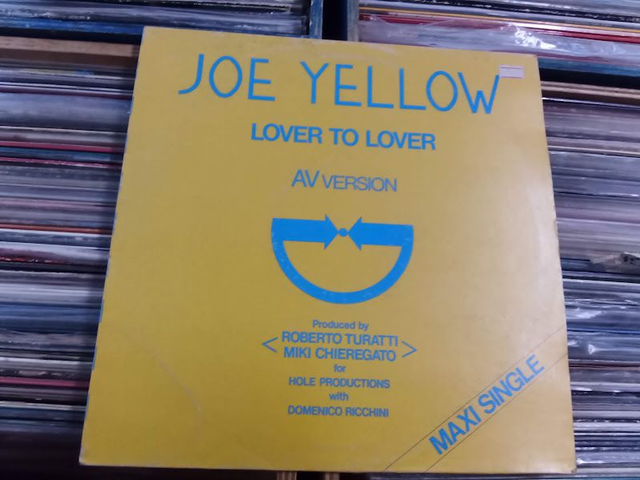 JOE YELLOW
LOVER TO LOVER
AV VERSION
Produced by
< ROBERTO TURATTI
MIKI CHIEREGATO >
for
HOLE PRODUCTIONS
with
DOMENICO RICCHINI
MAXI SINGLE